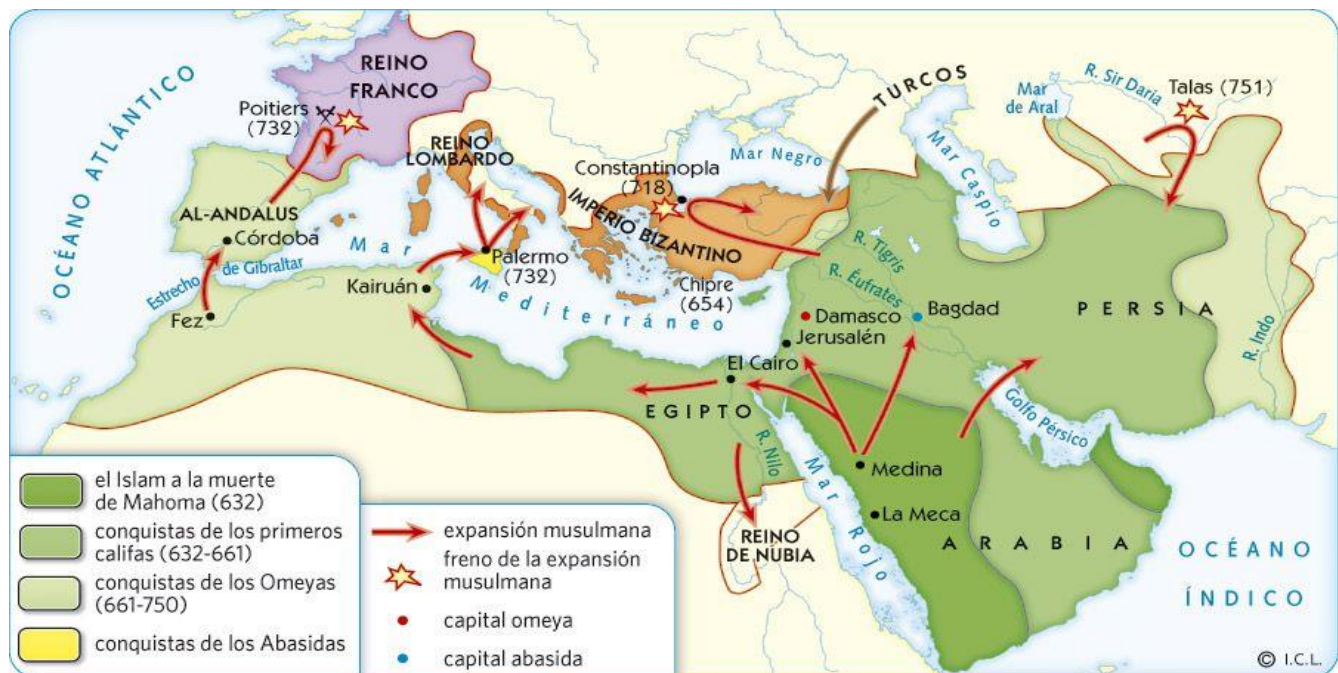 OCÉANO ATLÁNTICO
REINO
FRANCO
Poitiers
(732)
REINO
LOMBARDO
TURCOS
Mar
de Aral
R. Sir Daria
Talas (751)
Mar Negro
Mar Caspio
Constantinopla
(718)
IMPERIO BIZANTINO
AL-ANDALUS
Córdoba
Estrecho de Gibraltar
Mar Mediterráneo
Palermo
(732)
Kairuán
Fez
Chipre
(654)
R. Tigris
R. Éufrates
Damasco
Bagdad
Jerusalén
PERSIA
R. Indo
El Cairo
EGIPTO
R. Nilo
Golfo Pérsico
Medina
La Meca
Mar Rojo
ARABIA
REINO
DE NUBIA
OCÉANO
ÍNDICO
el Islam a la muerte
de Mahoma (632)
conquistas de los primeros
califas (632-661)
conquistas de los Omeyas
(661-750)
conquistas de los Abasidas
expansión musulmana
freno de la expansión
musulmana
capital omeya
capital abasida
© I.C.L.